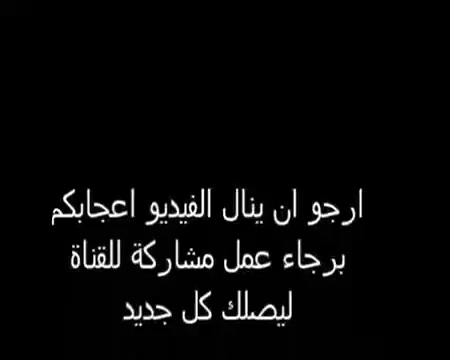 ارجو ان ينال الفيديو اعجابكم
برجاء عمل مشاركة للقناة
ليصلك كل جديد